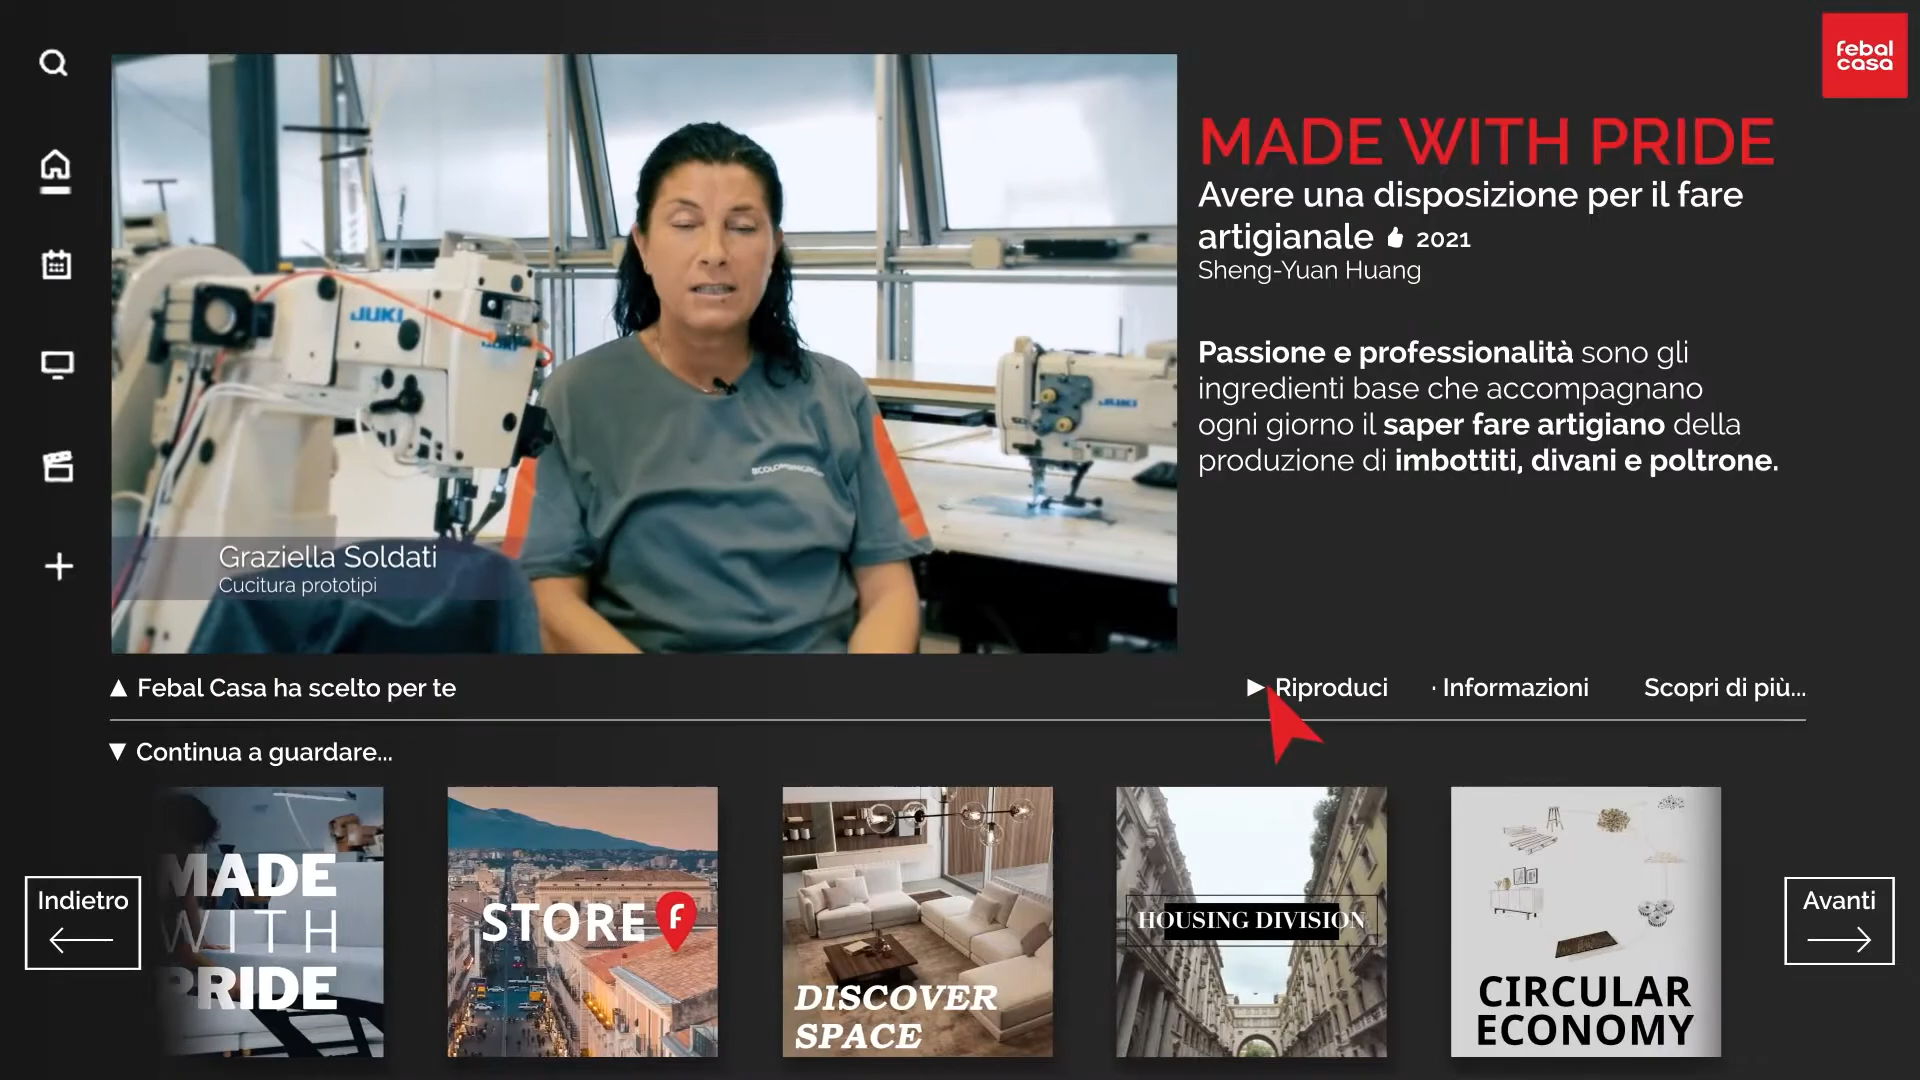 febal
casa
MADE WITH PRIDE
Avere una disposizione per il fare
artigianale 2021
Sheng-Yuan Huang
Passione e professionalità sono gli
ingredienti base che accompagnano
ogni giorno il saper fare artigiano della
produzione di imbottiti, divani e poltrone.
JUKI
JUKI
JUKI
Graziella Soldati
Cucitura prototipi
▲ Febal Casa ha scelto per te
▶ Riproduci · Informazioni Scopri di più...
▼ Continua a guardare...
Indietro
MADE
WITH
PRIDE
STORE F
DISCOVER
SPACE
HOUSING DIVISION
CIRCULAR
ECONOMY
Avanti